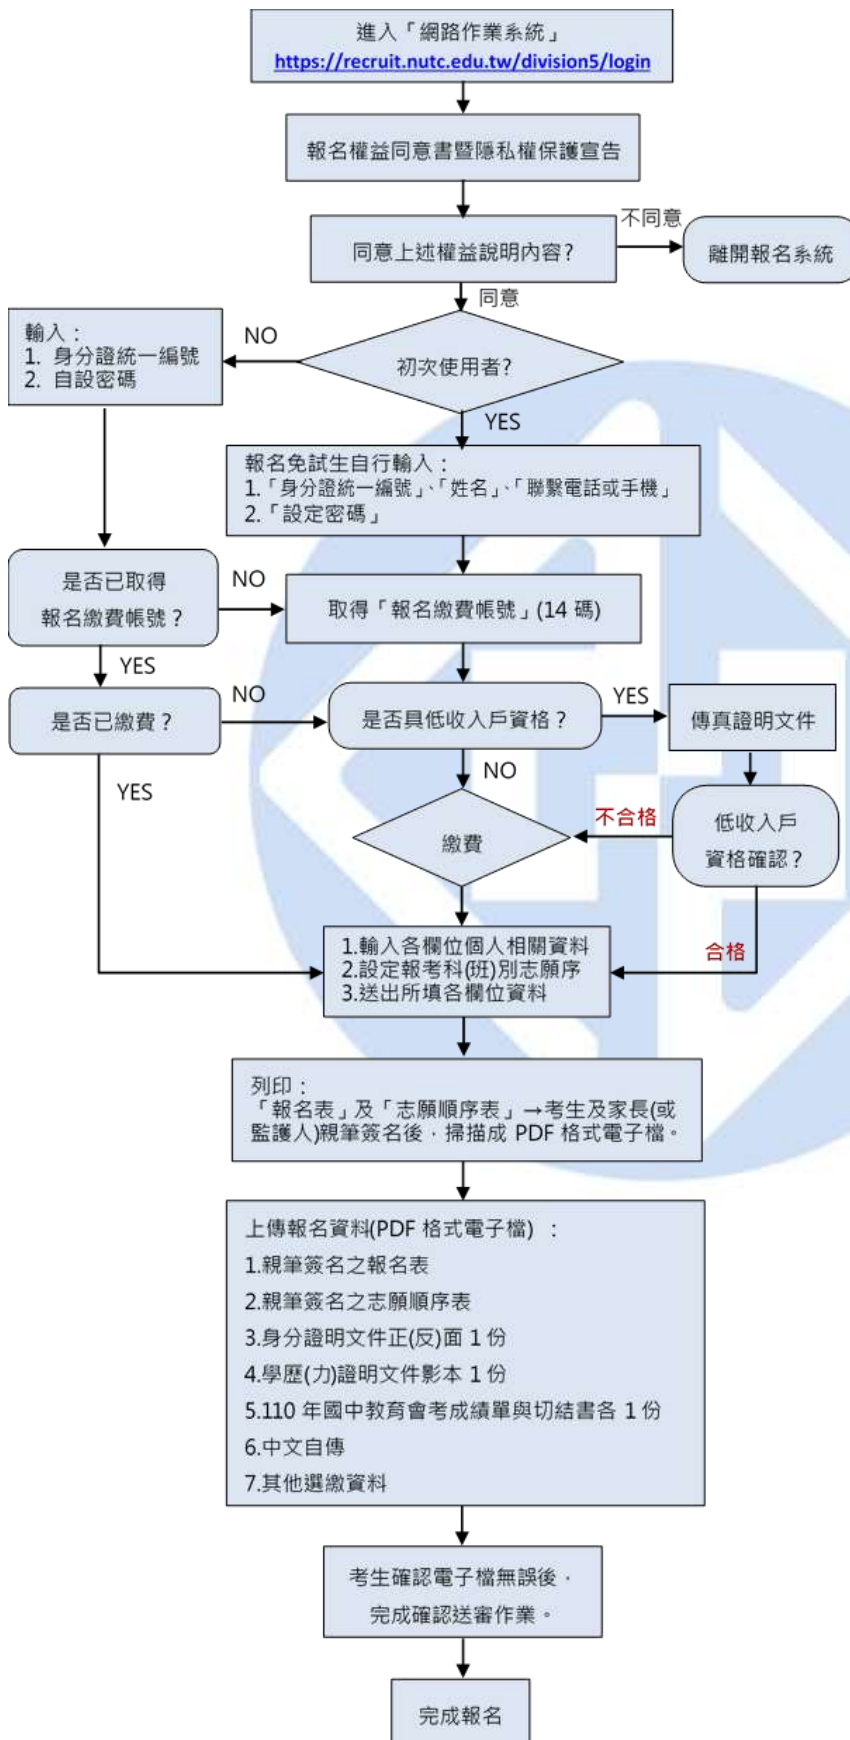 進入「網路作業系統」
https://recruit.nutc.edu.tw/division5/login
報名權益同意書暨隱私權保護宣告
同意上述權益說明內容?
不同意
離開報名系統
同意
初次使用者?
NO
輸入：
1. 身分證統一編號
2. 自設密碼
YES
報名免試生自行輸入：
1.「身分證統一編號」、「姓名」、「聯繫電話或手機」
2.「設定密碼」
是否已取得
報名繳費帳號？
NO
取得「報名繳費帳號」(14 碼)
YES
是否已繳費？
NO
是否具低收入戶資格？
YES
傳真證明文件
YES
NO
繳費
不合格
低收入戶
資格確認？
合格
1.輸入各欄位個人相關資料
2.設定報考科(班)別志願序
3.送出所填各欄位資料
列印：
「報名表」及「志願順序表」→考生及家長(或
監護人)親筆簽名後，掃描成 PDF 格式電子檔。
上傳報名資料(PDF 格式電子檔) ：
1.親筆簽名之報名表
2.親筆簽名之志願順序表
3.身分證明文件正(反)面 1 份
4.學歷(力)證明文件影本 1 份
5.110 年國中教育會考成績單與切結書各 1 份
6.中文自傳
7.其他選繳資料
考生確認電子檔無誤後，
完成確認送審作業。
完成報名